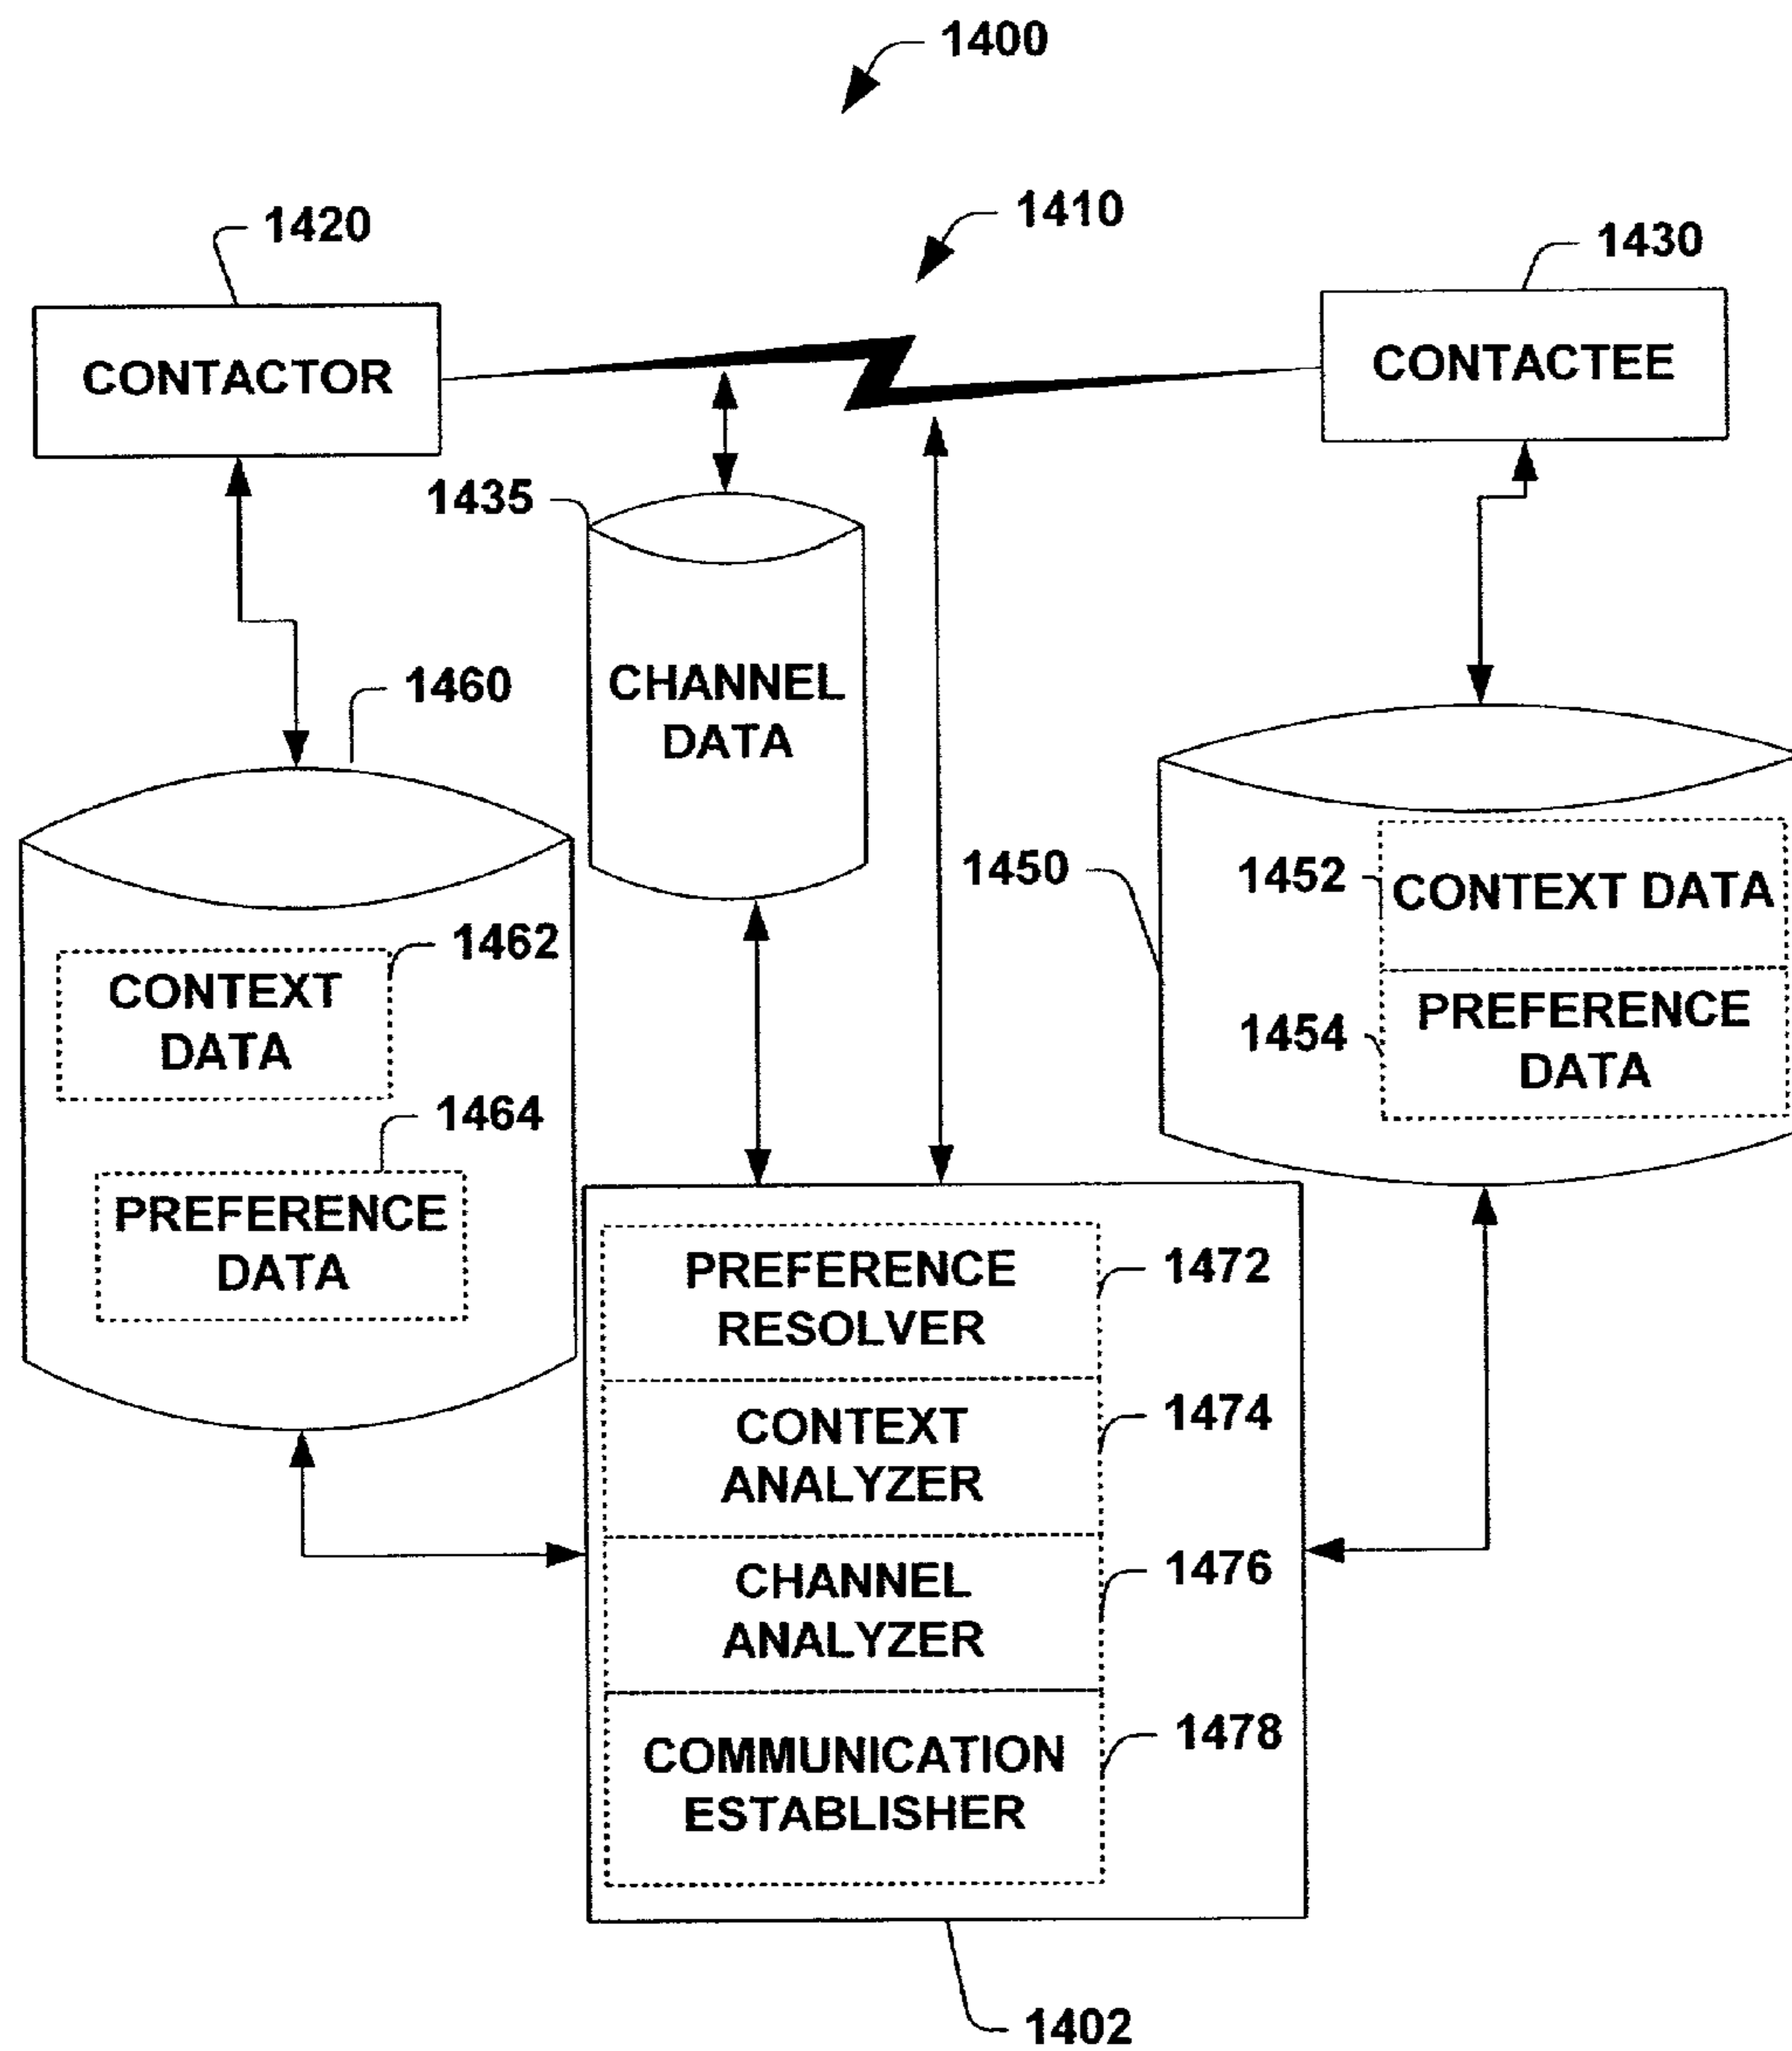 1400
1410
1420
1430
CONTACTOR
CONTACTEE
1435
CHANNEL
DATA
1460
1450
1452
CONTEXT DATA
1454
PREFERENCE
DATA
1462
CONTEXT
DATA
1464
PREFERENCE
DATA
PREFERENCE
RESOLVER
1472
CONTEXT
ANALYZER
1474
CHANNEL
ANALYZER
1476
COMMUNICATION
ESTABLISHER
1478
1402